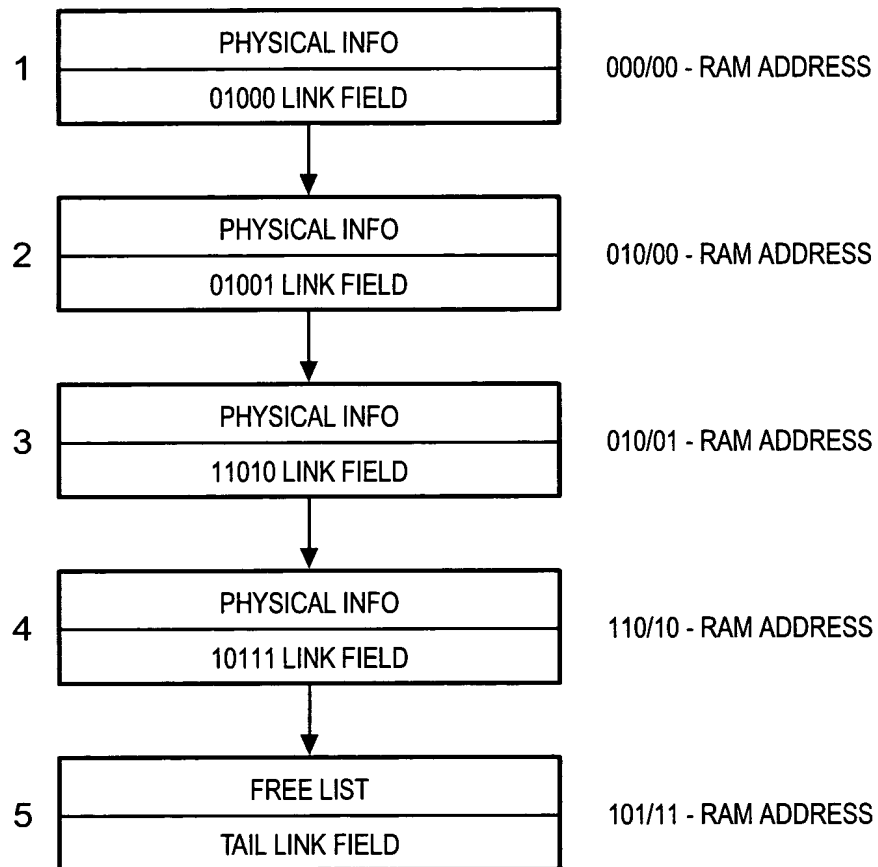 PHYSICAL INFO
1
000/00 - RAM ADDRESS
01000 LINK FIELD
PHYSICAL INFO
2
010/00 - RAM ADDRESS
01001 LINK FIELD
PHYSICAL INFO
3
010/01 - RAM ADDRESS
11010 LINK FIELD
PHYSICAL INFO
4
110/10 - RAM ADDRESS
10111 LINK FIELD
FREE LIST
5
101/11 - RAM ADDRESS
TAIL LINK FIELD